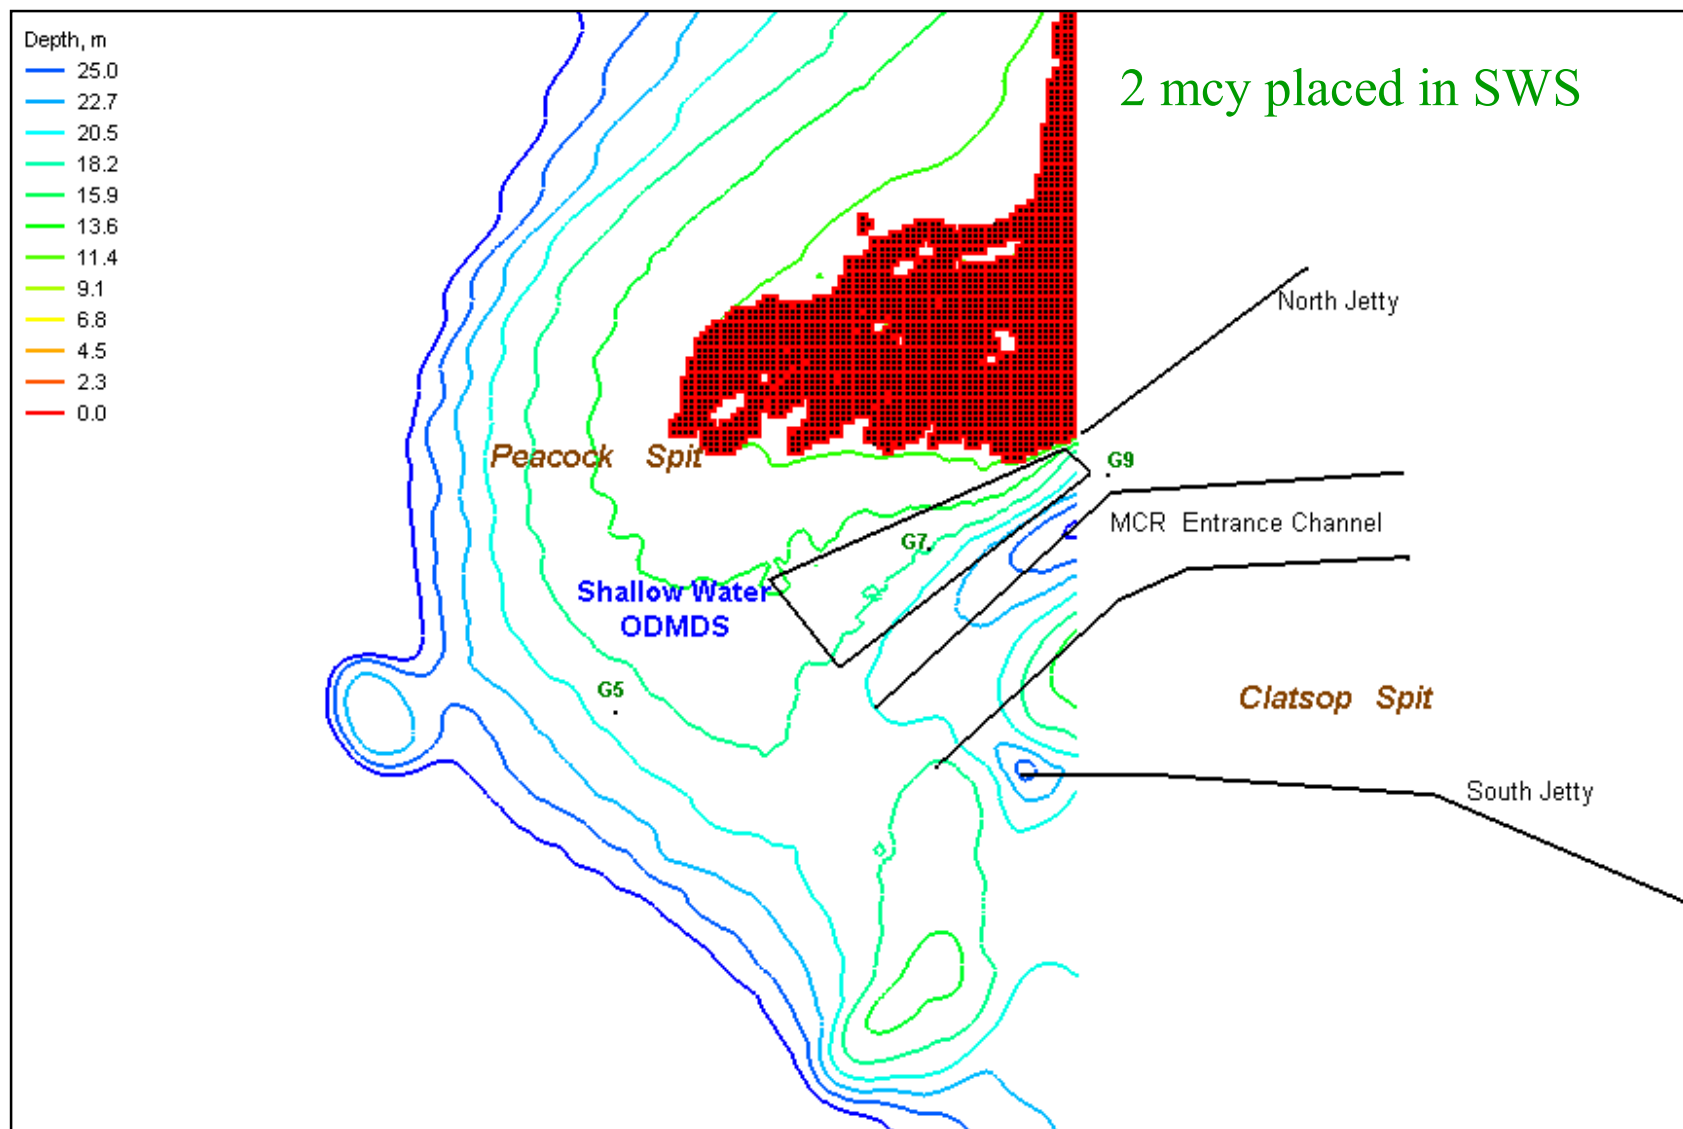 Depth, m
25.0
22.7
20.5
18.2
15.9
13.6
11.4
9.1
6.8
4.5
2.3
0.0
2 mcy placed in SWS
North Jetty
Peacock Spit
G9
MCR Entrance Channel
G7
Shallow Water
ODMDS
G5
Clatsop Spit
South Jetty